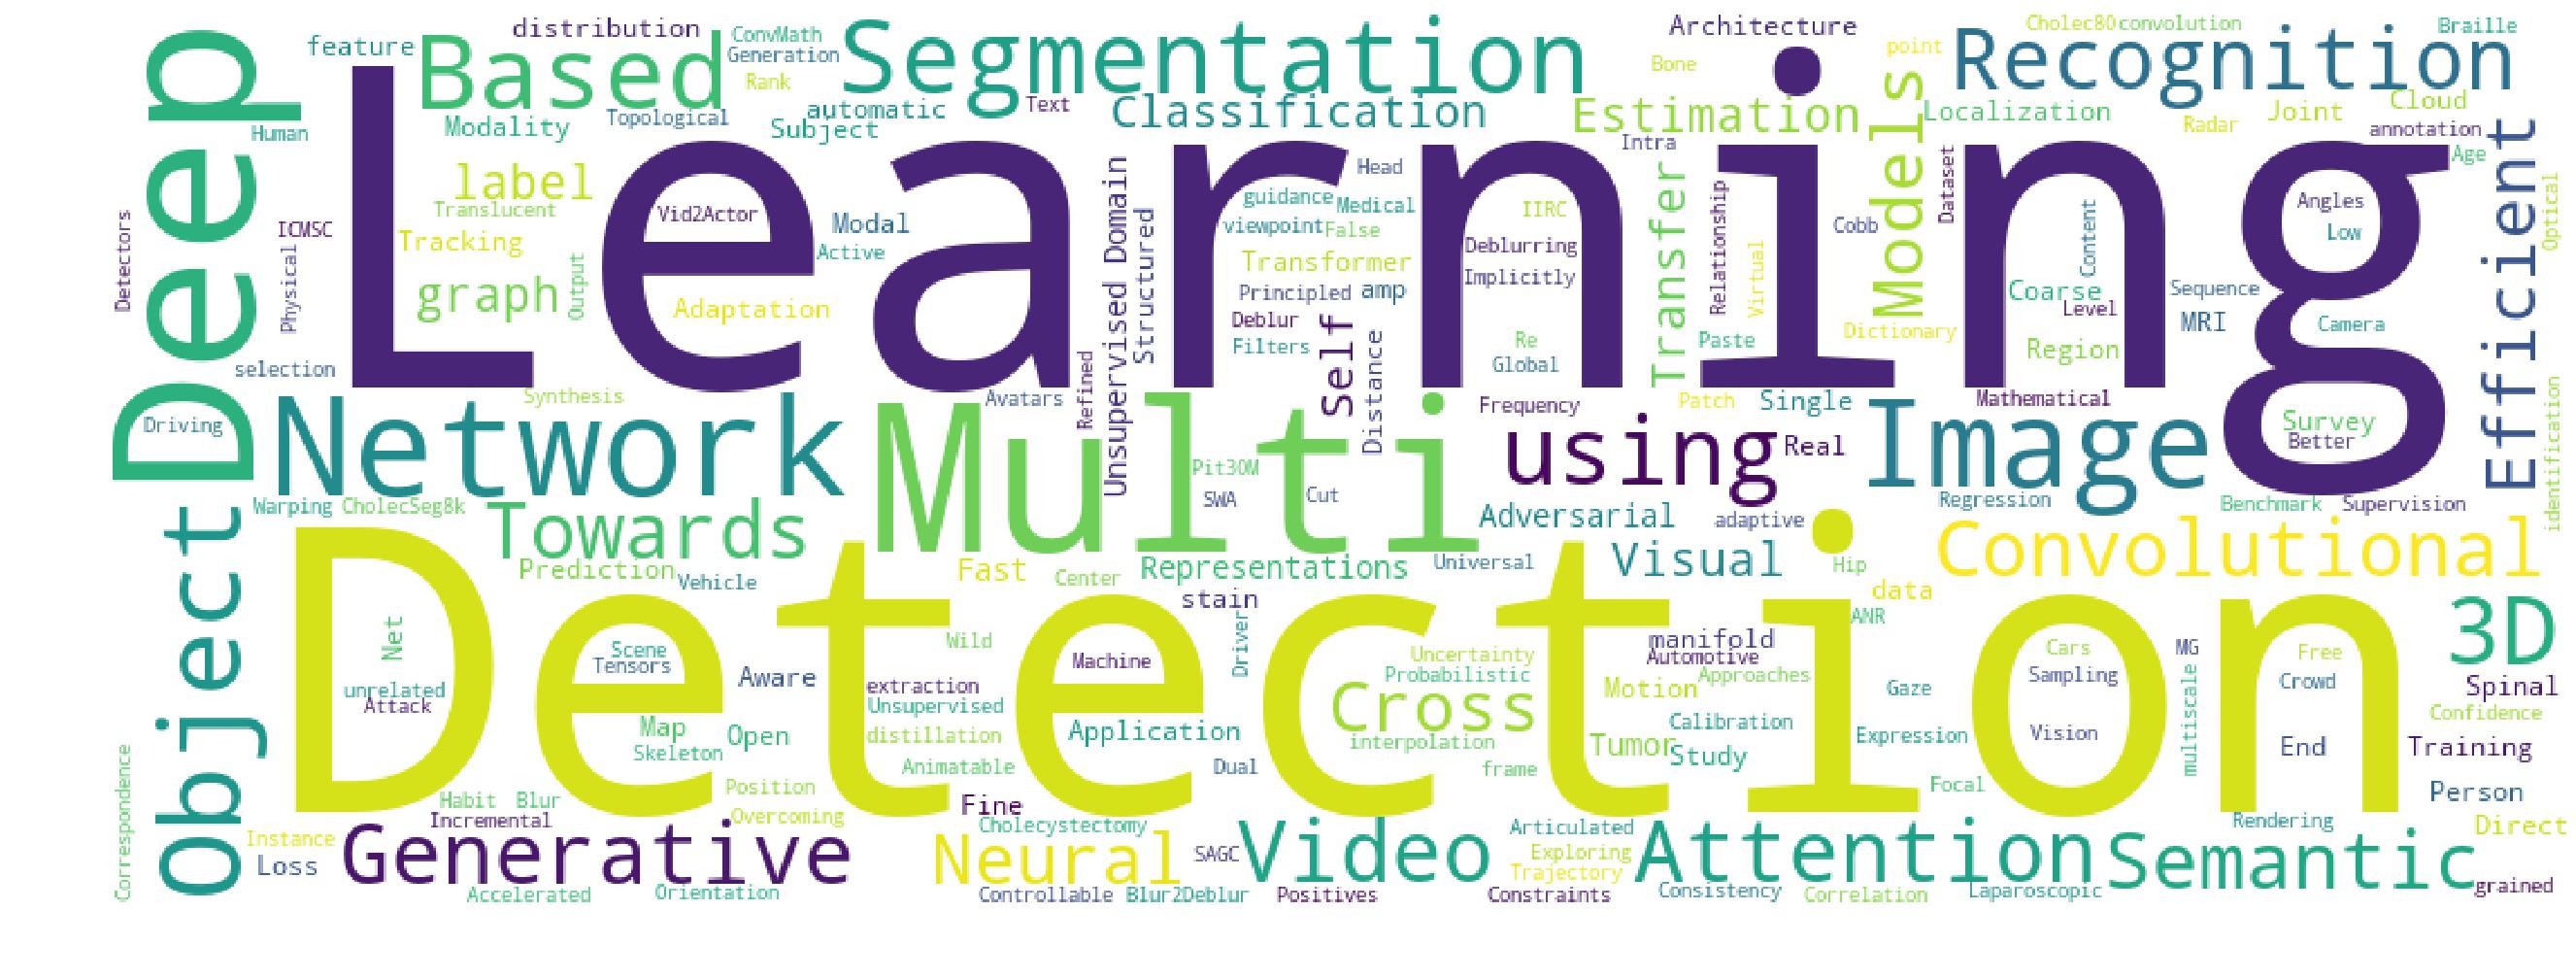 distribution
ConvMath
Segmentation
Architecture
Cholec80
convolution
Braille
Deep
feature
Based
Generation
point
Recognition
Rank
Bone
Human
Modality
Topological
automatic
Subject
Text
Classification
Estimation
Models
Localization
Radar
Joint
Cloud
annotation
Age
Learning
label
Translucent
Vid2Actor
Modal
Unsupervised Domain
Structured
Head
guidance
Medical
viewpoint
False
IIRC
Intra
Transfer
Relationship
Cobb
Dataset
Content
Angles
Low
Efficient
Optical
Detectors
ICMSC
Physical
Tracking
graph
Output
Active
Adaptation
Transformer
Principled
amp
Deblurring
Implicitly
Virtual
Coarse
Level
Sequence
MRI
Camera
Deblur
Filters
Self
Distance
Re
Global
Paste
Dictionary
Region
selection
Synthesis
Avatars
Refined
Frequency
Patch
Single
Mathematical
Driving
Network
Multi
using
Real
Image
Survey
Better
identification
Pit30M
SWA
Cut
Warping
CholecSeg8k
Towards
Adversarial
adaptive
Regression
Benchmark
Supervision
Object
Prediction
Vehicle
Fast
Center
Representations
Universal
Visual
Hip
Convolutional
data
Detection
stain
Driver
ANR
3D
Net
Scene
Tensors
Wild
Aware
Machine
Uncertainty
Probabilistic
manifold
Automotive
Approaches
Cars
Sampling
MG
multiscale
Free
Crowd
Spinal
Confidence
unrelated
Attack
extraction
Unsupervised
Cross
Motion
Gaze
Map
Skeleton
Open
distillation
Application
interpolation
Calibration
Tumor
Study
Expression
Vision
End
Training
Animatable
Dual
frame
Correspondence
Position
Focal
Person
Habit
Blur
Incremental
Overcoming
Fine
Cholecystectomy
Articulated
Rendering
Direct
Instance
Loss
Generative
Neural
SAGC
Video
Exploring
Trajectory
Attention
Semantic
grained
Accelerated
Orientation
Controllable
Blur2Deblur
Positives
Constraints
Consistency
Correlation
Laparoscopic